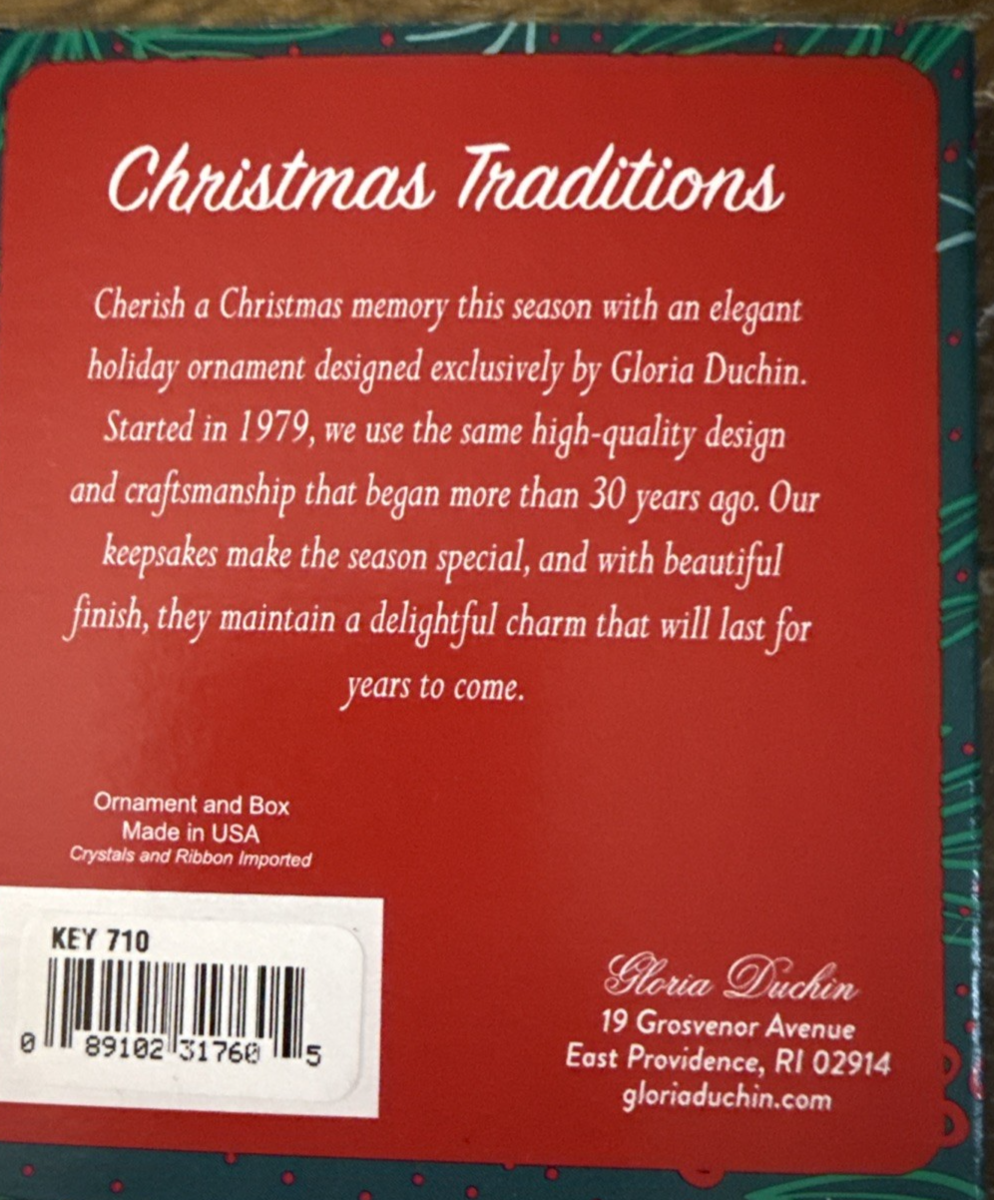 Christmas Traditions
Cherish a Christmas memory this season with an elegant
holiday ornament designed exclusively by Gloria Duchin.
Started in 1979, we use the same high-quality design
and craftsmanship that began more than 30 years ago. Our
keepsakes make the season special, and with beautiful
finish, they maintain a delightful charm that will last for
years to come.
Ornament and Box
Made in USA
Crystals and Ribbon Imported
KEY 710
0 89102 31760 5
Gloria Duchin
19 Grosvenor Avenue
East Providence, RI 02914
gloriaduchin.com